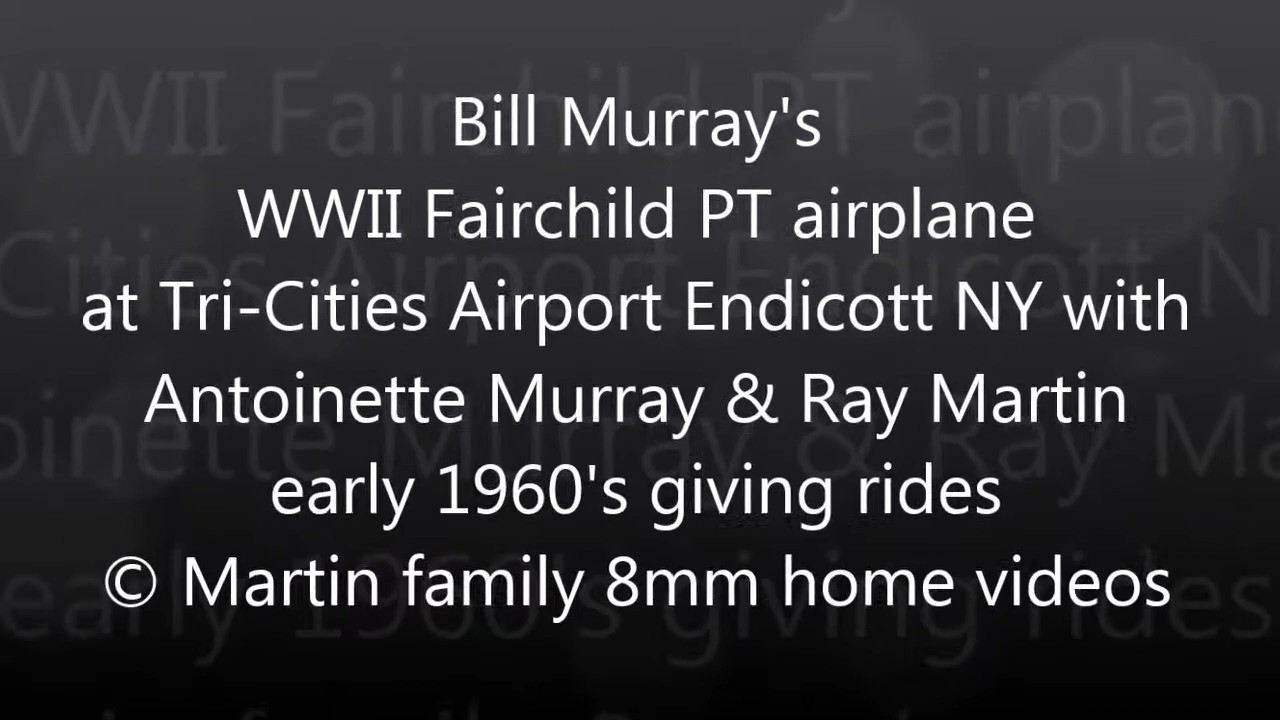 Bill Murray's
WWII Fairchild PT airplane
at Tri-Cities Airport Endicott NY with
Antoinette Murray & Ray Martin
early 1960's giving rides
© Martin family 8mm home videos